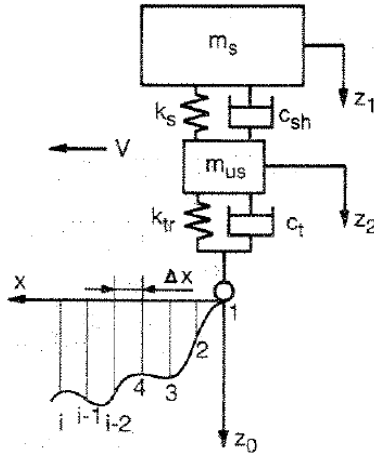 m_s
z_1
k_s
c_sh
V
m_us
z_2
k_tr
c_t
x
Δx
1
2
3
4
i-2
i-1
i
z_0